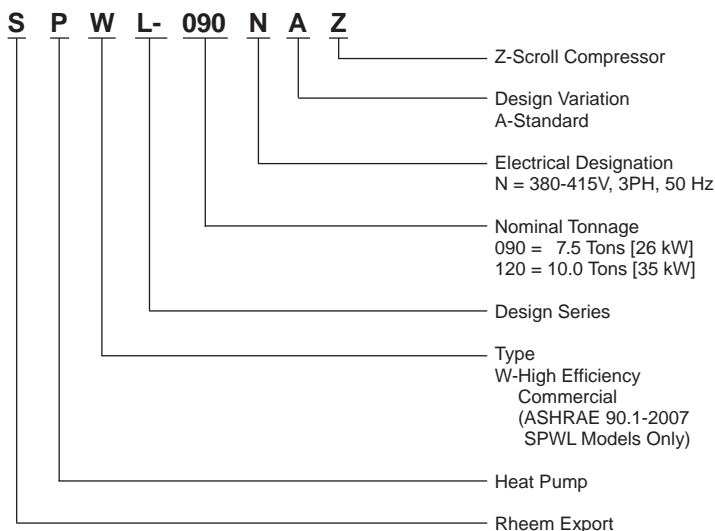 S P W L- 090 N A Z
Z-Scroll Compressor
Design Variation
A-Standard
Electrical Designation
N = 380-415V, 3PH, 50 Hz
Nominal Tonnage
090 = 7.5 Tons [26 kW]
120 = 10.0 Tons [35 kW]
Design Series
Type
W-High Efficiency
Commercial
(ASHRAE 90.1-2007
SPWL Models Only)
Heat Pump
Rheem Export